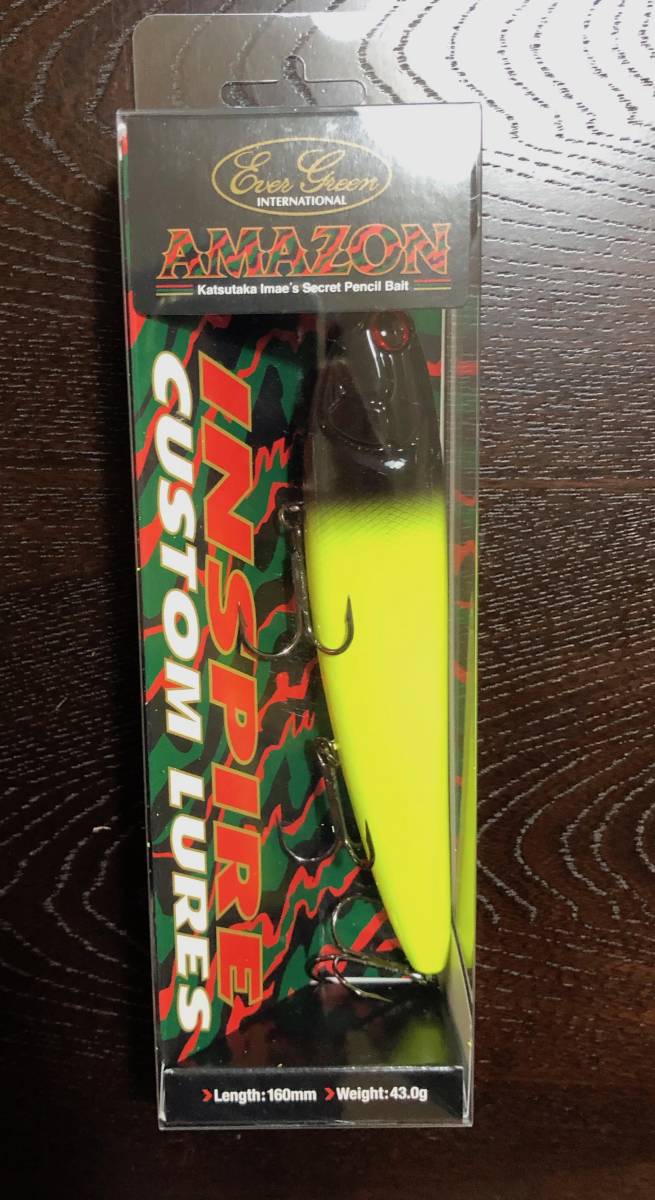 Ever Green
INTERNATIONAL
AMAZON
Katsutaka Imae's Secret Pencil Bait
INSPIRE
CUSTOM LURES
Length:160mm Weight:43.0g